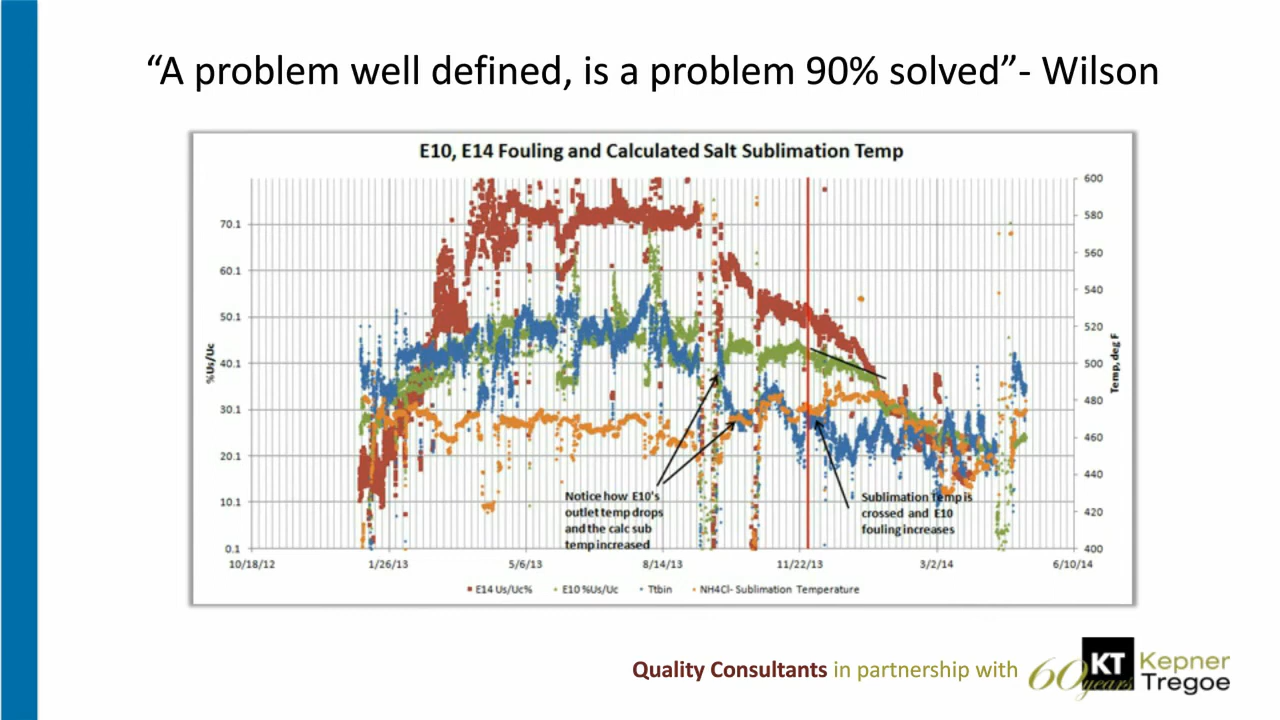 “A problem well defined, is a problem 90% solved”- Wilson
E10, E14 Fouling and Calculated Salt Sublimation Temp
%Us/Uc
70.1
60.1
50.1
40.1
30.1
20.1
10.1
0.1
600
580
560
540
520
500
480
460
440
420
400
Temp, deg F
Notice how E10's
outlet temp drops
and the calc sub
temp increased
Sublimation Temp is
crossed and E10
fouling increases
10/18/12 1/26/13 5/6/13 8/14/13 11/22/13 3/2/14 6/10/14
E14 Us/Uc% E10 %Us/Uc Ttbin NH4Cl- Sublimation Temperature
Quality Consultants in partnership with
60 years
KT
Kepner
Tregoe